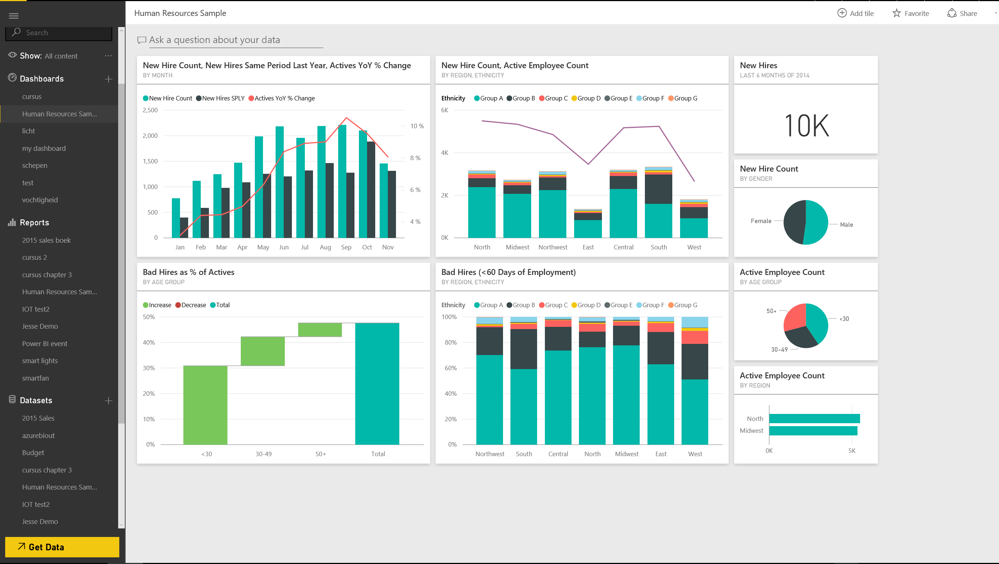 Search
Show: All content ...
Dashboards
cursus
Human Resources Sam...
licht
my dashboard
schepen
test
vochtigheid
Reports
2015 sales boek
cursus 2
cursus chapter 3
Human Resources Sam...
IOT test2
Jesse Demo
Power BI event
smart lights
smartfan
Datasets
2015 Sales
azurebiout
Budget
cursus chapter 3
Human Resources Sam...
IOT test2
Jesse Demo
Get Data
Human Resources Sample
Add tile Favorite Share
Ask a question about your data
New Hire Count, New Hires Same Period Last Year, Actives YoY % Change
BY MONTH
New Hire Count New Hires SPLY Actives YoY % Change
2,500
2,000
1,500
1,000
500
0
10 %
8 %
6 %
4 %
Jan Feb Mar Apr May Jun Jul Aug Sep Oct Nov
New Hire Count, Active Employee Count
BY REGION, ETHNICITY
Ethnicity Group A Group B Group C Group D Group E Group F Group G
6K
4K
2K
0K
North Midwest Northwest East Central South West
New Hires
LAST 6 MONTHS OF 2014
10K
New Hire Count
BY GENDER
Female
Male
Bad Hires as % of Actives
BY AGE GROUP
Increase Decrease Total
50%
40%
30%
20%
10%
0%
<30 30-49 50+ Total
Bad Hires (<60 Days of Employment)
BY REGION, ETHNICITY
Ethnicity Group A Group B Group C Group D Group E Group F Group G
100%
80%
60%
40%
20%
0%
Northwest South Central North Midwest East West
Active Employee Count
BY AGE GROUP
50+
<30
30-49
Active Employee Count
BY REGION
North
Midwest
0K 5K